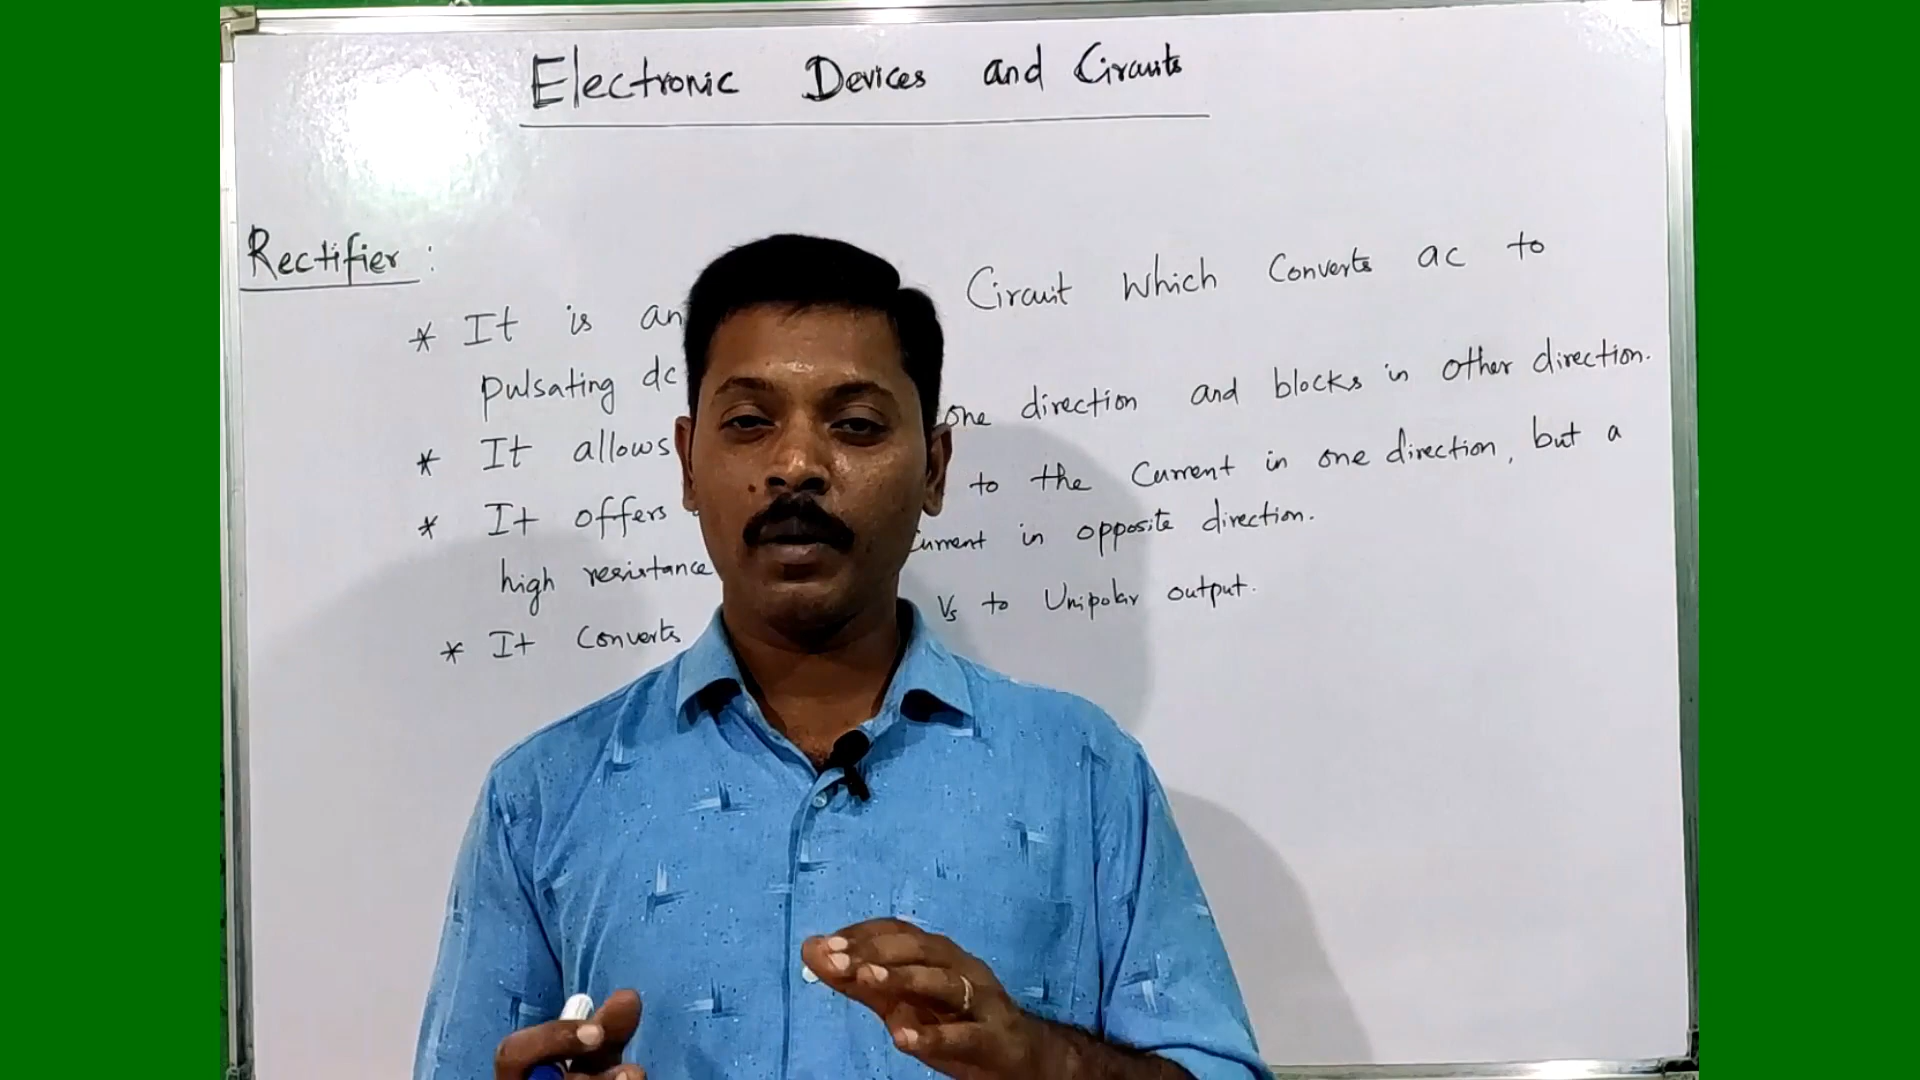 Electronic Devices and Circuits
Rectifier :
* It is an Circuit which converts ac to
pulsating dc
* It allows one direction and blocks in other direction.
* It offers to the current in one direction, but a
high resistance current in opposite direction.
* It converts Vs to Unipolar output.